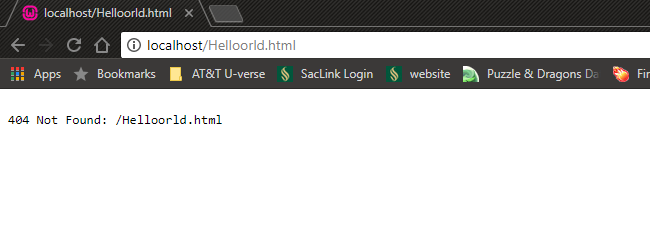 localhost/Helloorld.html
localhost/Helloorld.html
Apps Bookmarks AT&T U-verse SacLink Login website Puzzle & Dragons Da Fir
404 Not Found: /Helloorld.html